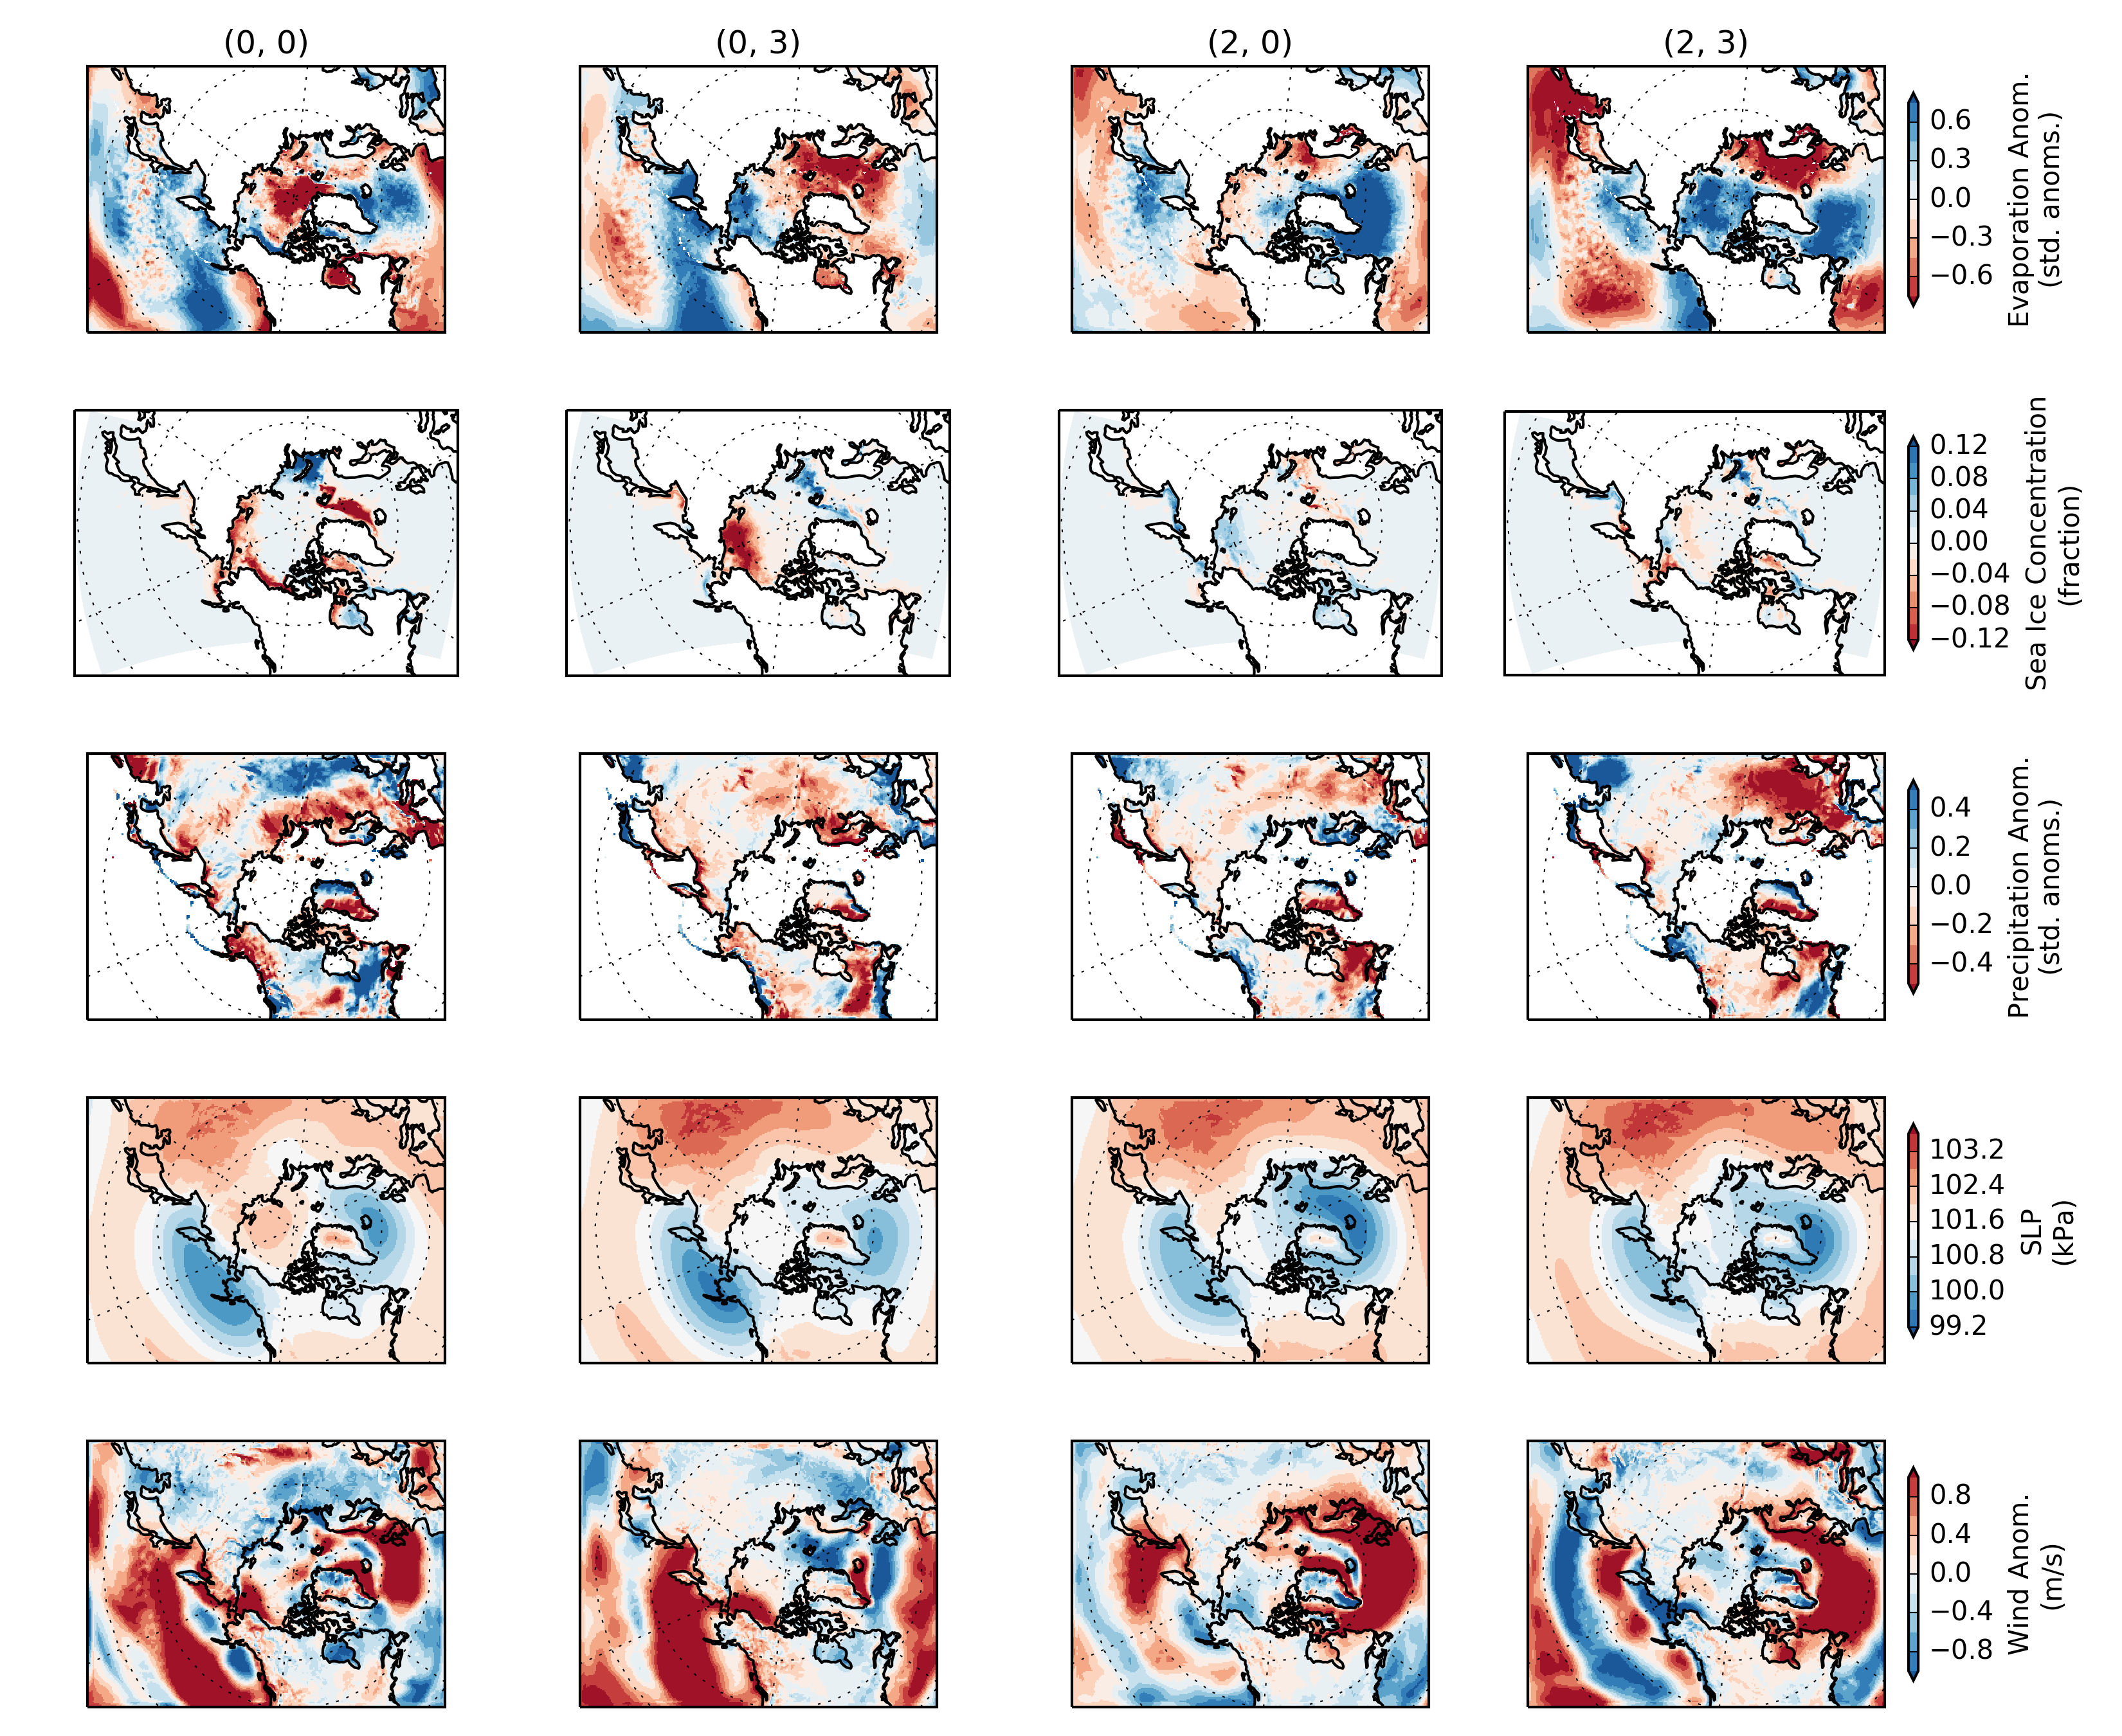 (0, 0) (0, 3) (2, 0) (2, 3)
0.6
0.3
0.0
−0.3
−0.6
Evaporation Anom.
(std. anoms.)
0.12
0.08
0.04
0.00
−0.04
−0.08
−0.12
Sea Ice Concentration
(fraction)
0.4
0.2
0.0
−0.2
−0.4
Precipitation Anom.
(std. anoms.)
103.2
102.4
101.6
100.8
100.0
99.2
SLP
(kPa)
0.8
0.4
0.0
−0.4
−0.8
Wind Anom.
(m/s)